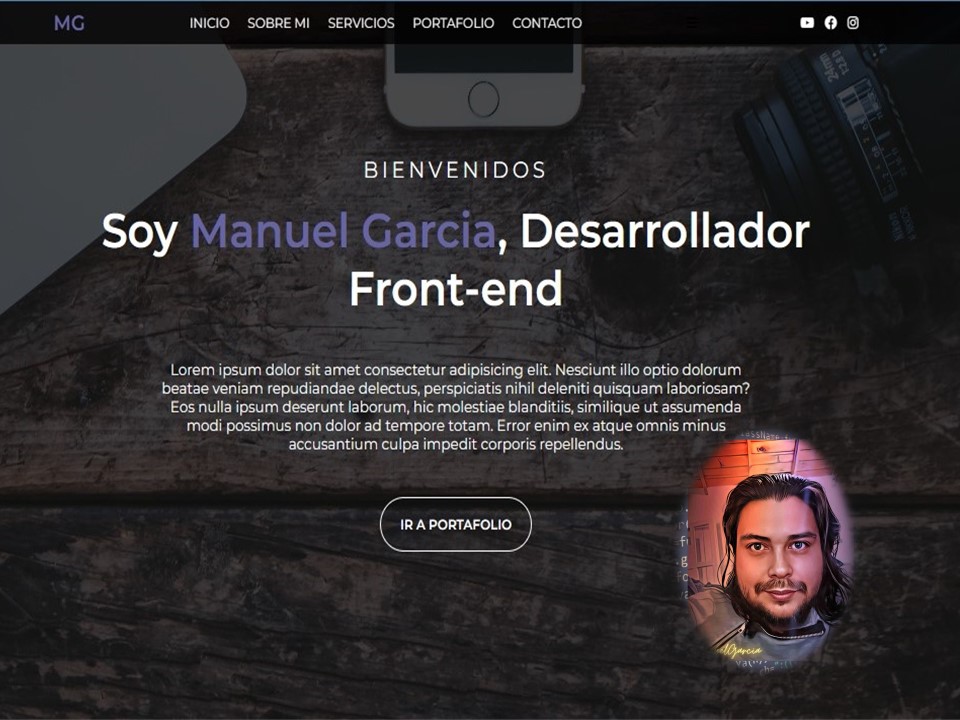 MG INICIO SOBRE MI SERVICIOS PORTAFOLIO CONTACTO
BIENVENIDOS
Soy Manuel Garcia, Desarrollador
Front-end
Lorem ipsum dolor sit amet consectetur adipisicing elit. Nesciunt illo optio dolorum
beatae veniam repudiandae delectus, perspiciatis nihil deleniti quisquam laboriosam?
Eos nulla ipsum deserunt laborum, hic molestiae blanditiis, similique ut assumenda
modi possimus non dolor ad tempore totam. Error enim ex atque omnis minus
accusantium culpa impedit corporis repellendus.
IR A PORTAFOLIO